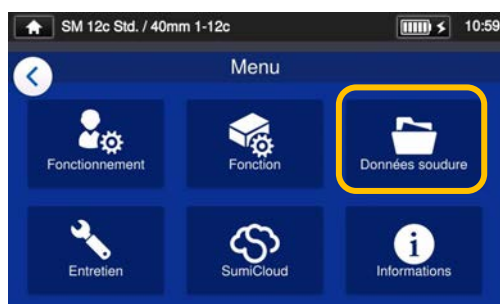 SM 12c Std. / 40mm 1-12c 10:59
Menu
Fonctionnement Fonction Données soudure
Entretien SumiCloud Informations